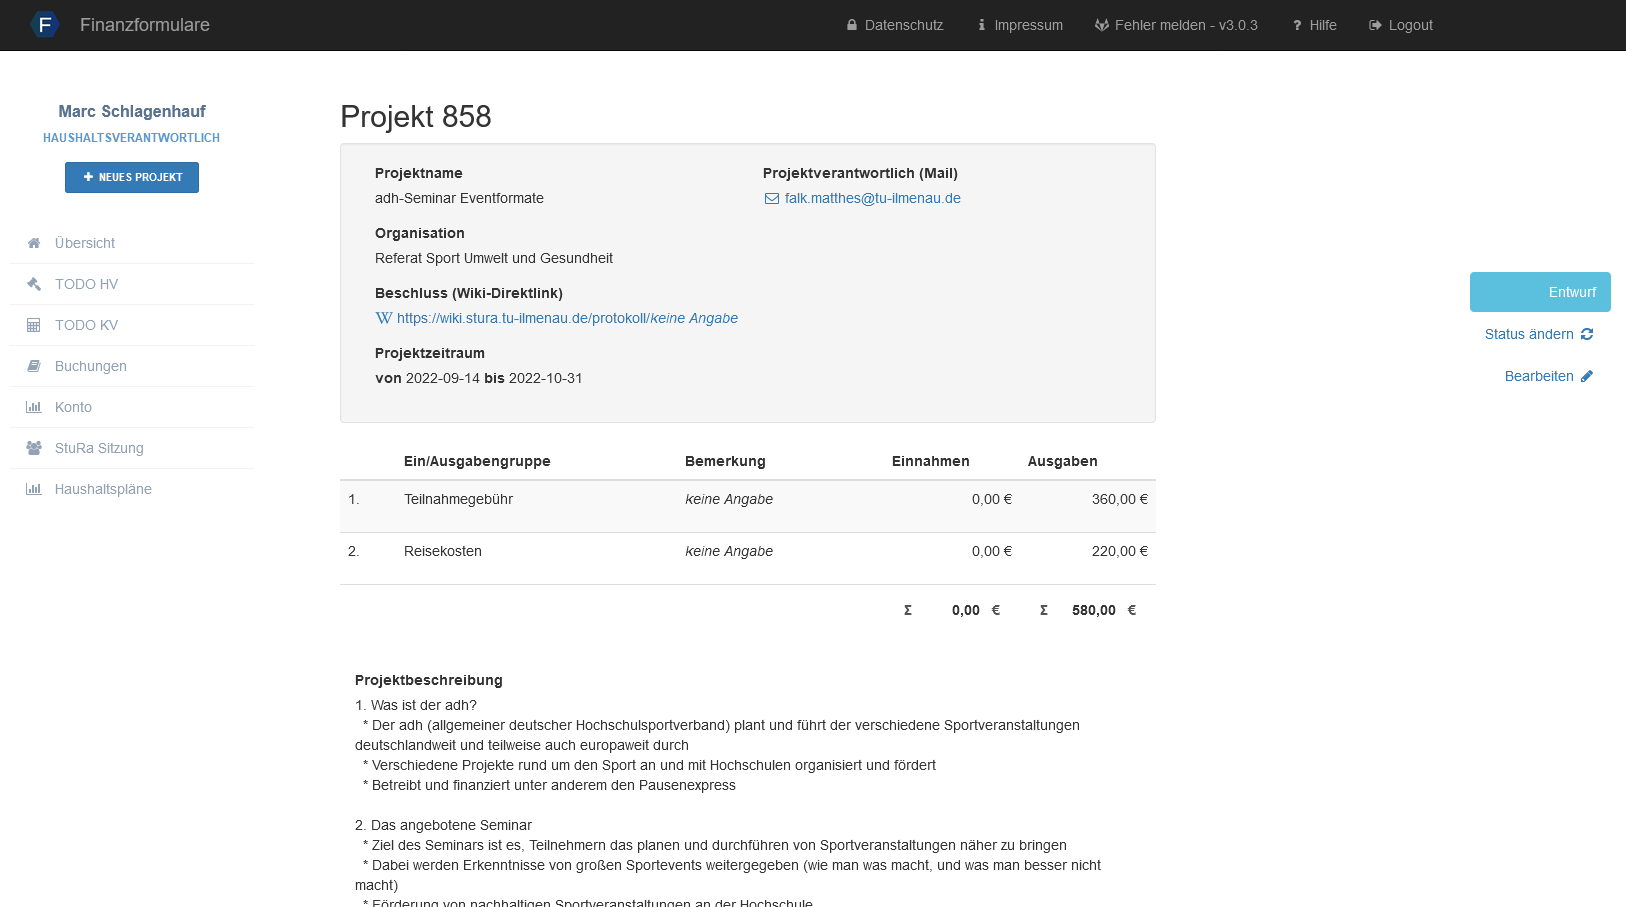 F Finanzformulare
Datenschutz
Impressum
Fehler melden - v3.0.3
? Hilfe
Logout
Marc Schlagenhauf
HAUSHALTSVERANTWORTLICH
+ NEUES PROJEKT
Übersicht
TODO HV
TODO KV
Buchungen
Konto
StuRa Sitzung
Haushaltspläne
Projekt 858
Projektname
adh-Seminar Eventformate
Projektverantwortlich (Mail)
falk.matthes@tu-ilmenau.de
Organisation
Referat Sport Umwelt und Gesundheit
Beschluss (Wiki-Direktlink)
W https://wiki.stura.tu-ilmenau.de/protokoll/keine Angabe
Projektzeitraum
von 2022-09-14 bis 2022-10-31
Entwurf
Status ändern
Bearbeiten
Ein/Ausgabengruppe Bemerkung Einnahmen Ausgaben
1. Teilnahmegebühr keine Angabe 0,00 € 360,00 €
2. Reisekosten keine Angabe 0,00 € 220,00 €
Σ 0,00 € Σ 580,00 €
Projektbeschreibung
1. Was ist der adh?
* Der adh (allgemeiner deutscher Hochschulsportverband) plant und führt der verschiedene Sportveranstaltungen
deutschlandweit und teilweise auch europaweit durch
* Verschiedene Projekte rund um den Sport an und mit Hochschulen organisiert und fördert
* Betreibt und finanziert unter anderem den Pausenexpress
2. Das angebotene Seminar
* Ziel des Seminars ist es, Teilnehmern das planen und durchführen von Sportveranstaltungen näher zu bringen
* Dabei werden Erkenntnisse von großen Sportevents weitergegeben (wie man was macht, und was man besser nicht
macht)
* Förderung von nachhaltigen Sportveranstaltungen an der Hochschule